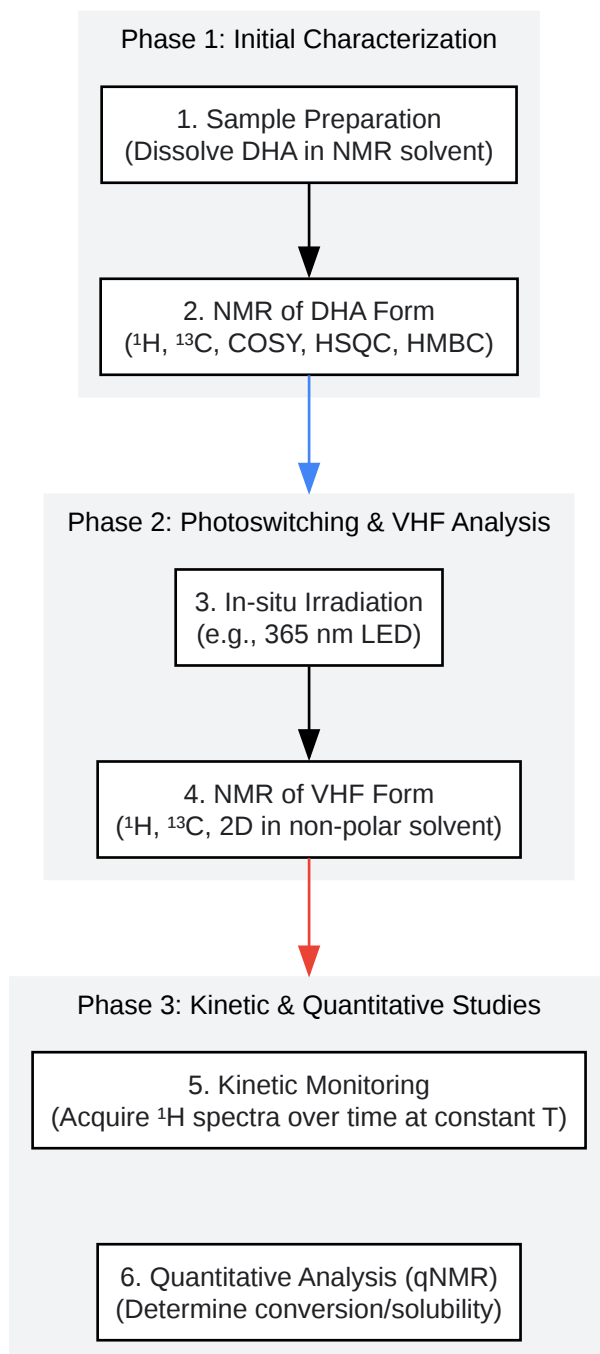 Phase 1: Initial Characterization
1. Sample Preparation
(Dissolve DHA in NMR solvent)
2. NMR of DHA Form
(¹H, ¹³C, COSY, HSQC, HMBC)
Phase 2: Photoswitching & VHF Analysis
3. In-situ Irradiation
(e.g., 365 nm LED)
4. NMR of VHF Form
(¹H, ¹³C, 2D in non-polar solvent)
Phase 3: Kinetic & Quantitative Studies
5. Kinetic Monitoring
(Acquire ¹H spectra over time at constant T)
6. Quantitative Analysis (qNMR)
(Determine conversion/solubility)